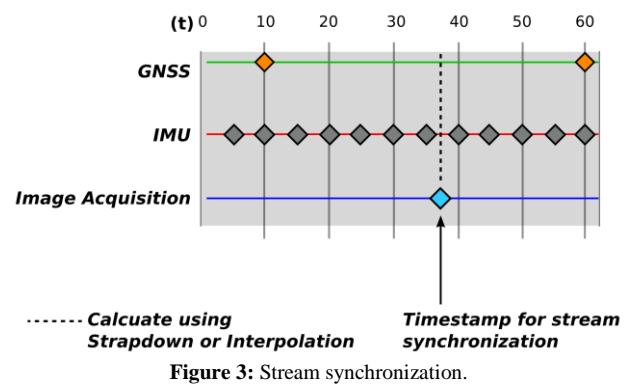 (t) 0 10 20 30 40 50 60
GNSS
IMU
Image Acquisition
Calcuate using
Strapdown or Interpolation
Timestamp for stream
synchronization
Figure 3: Stream synchronization.